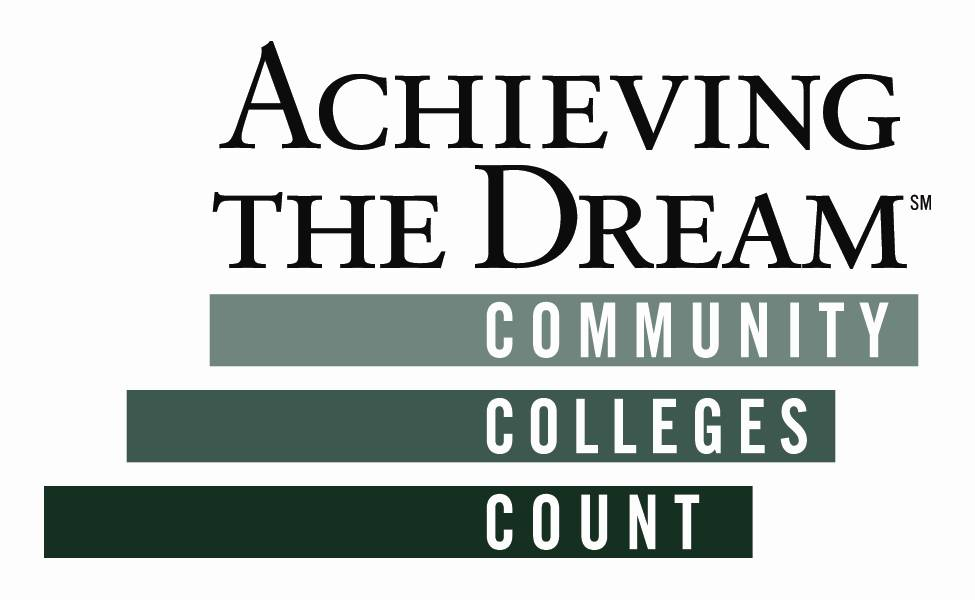 ACHIEVING
THE DREAM℠
COMMUNITY
COLLEGES
COUNT